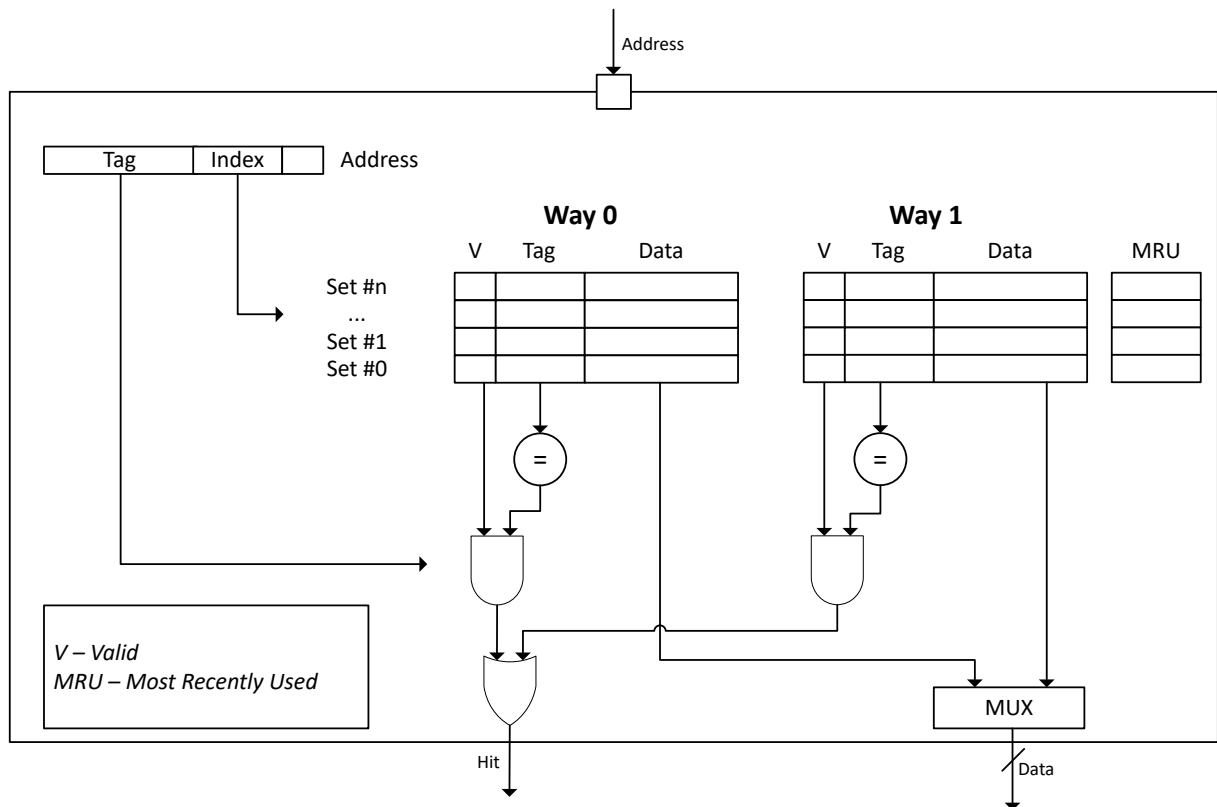 Address
Tag Index Address
Way 0 Way 1
V Tag Data V Tag Data MRU
Set #n
...
Set #1
Set #0
= =
V – Valid
MRU – Most Recently Used
MUX
Hit Data